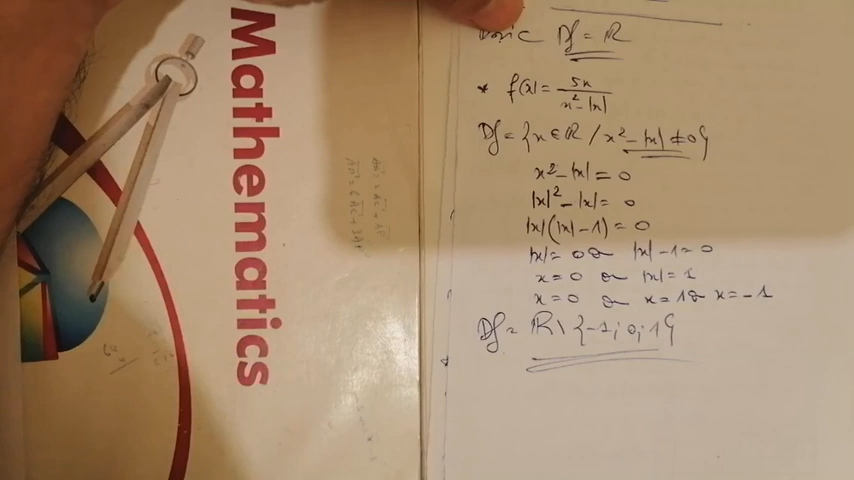 Mathematics
Donc Df = ℝ
* f(x) = 5x / x² - |x|
Df = {x ∈ ℝ / x² - |x| ≠ 0}
x² - |x| = 0
|x|² - |x| = 0
|x|(|x| - 1) = 0
|x| = 0 ou |x| - 1 = 0
x = 0 ou |x| = 1
x = 0 ou x = 1 ou x = -1
Df = ℝ \ {-1; 0; 1}